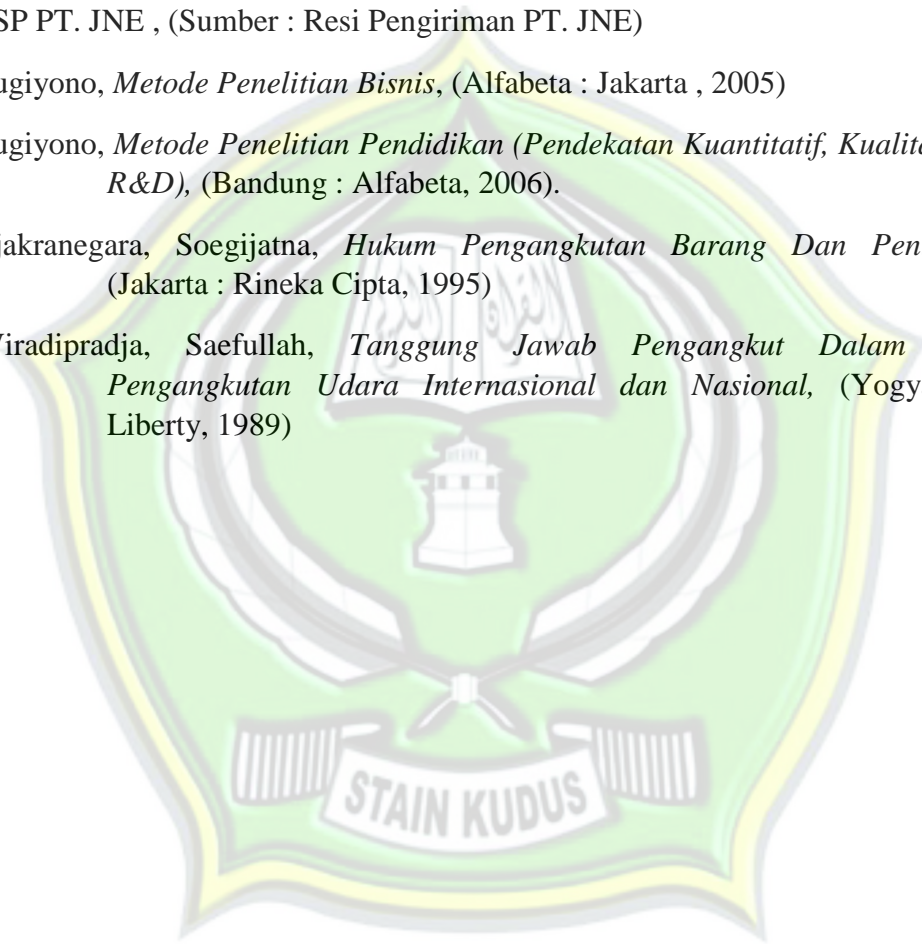 SP PT. JNE , (Sumber : Resi Pengiriman PT. JNE)
ugiyono, Metode Penelitian Bisnis, (Alfabeta : Jakarta , 2005)
ugiyono, Metode Penelitian Pendidikan (Pendekatan Kuantitatif, Kualita
R&D), (Bandung : Alfabeta, 2006).
jakranegara, Soegijatna, Hukum Pengangkutan Barang Dan Pen
(Jakarta : Rineka Cipta, 1995)
iradipradja, Saefullah, Tanggung Jawab Pengangkut Dalam
Pengangkutan Udara Internasional dan Nasional, (Yogy
Liberty, 1989)
STAIN KUDUS